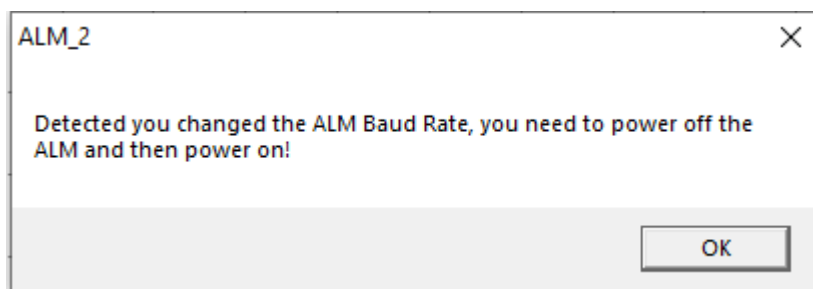 ALM_2
Detected you changed the ALM Baud Rate, you need to power off the
ALM and then power on!
OK